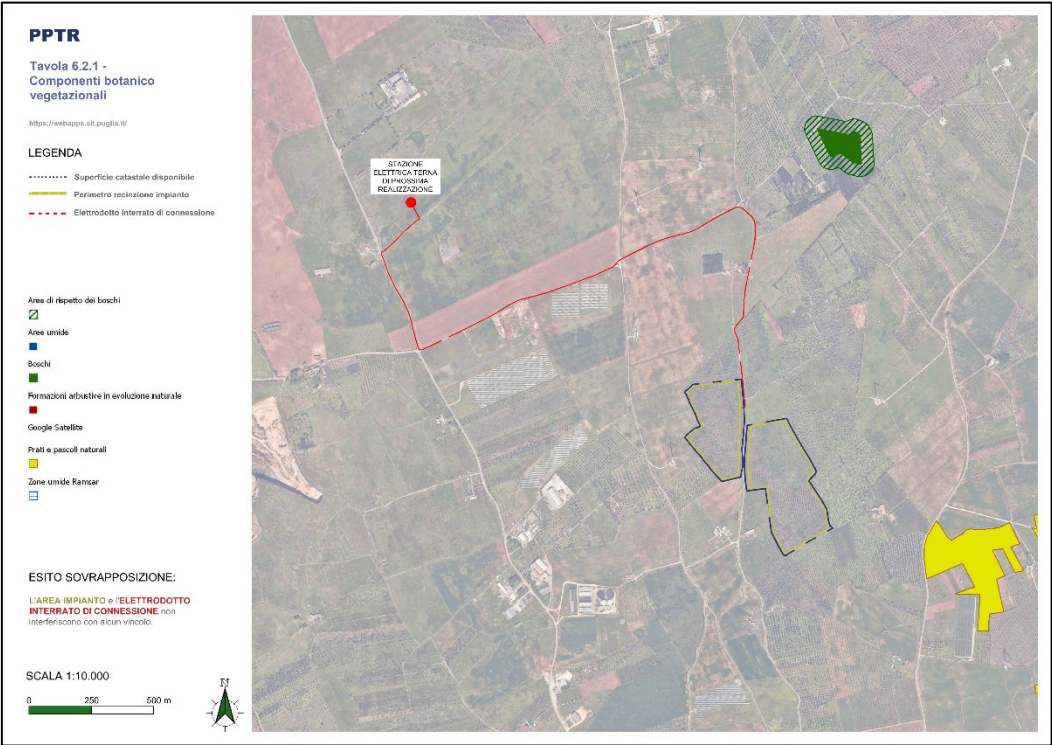 PPTR
Tavola 6.2.1 -
Componenti botanico
vegetazionali
https://webapps.sit.puglia.it/
LEGENDA
Superficie catastale disponibile
Perimetro recinzione impianto
Elettrodotto interrato di connessione
Aree di rispetto dei boschi
Aree umide
Boschi
Formazioni arbustive in evoluzione naturale
Google Satellite
Prati e pascoli naturali
Zone umide Ramsar
ESITO SOVRAPPOSIZIONE:
L'AREA IMPIANTO e l'ELETTRODOTTO
INTERRATO DI CONNESSIONE non
interferiscono con alcun vincolo.
SCALA 1:10.000
0 250 500 m
N
STAZIONE
ELETTRICA TERNA
DI PROSSIMA
REALIZZAZIONE